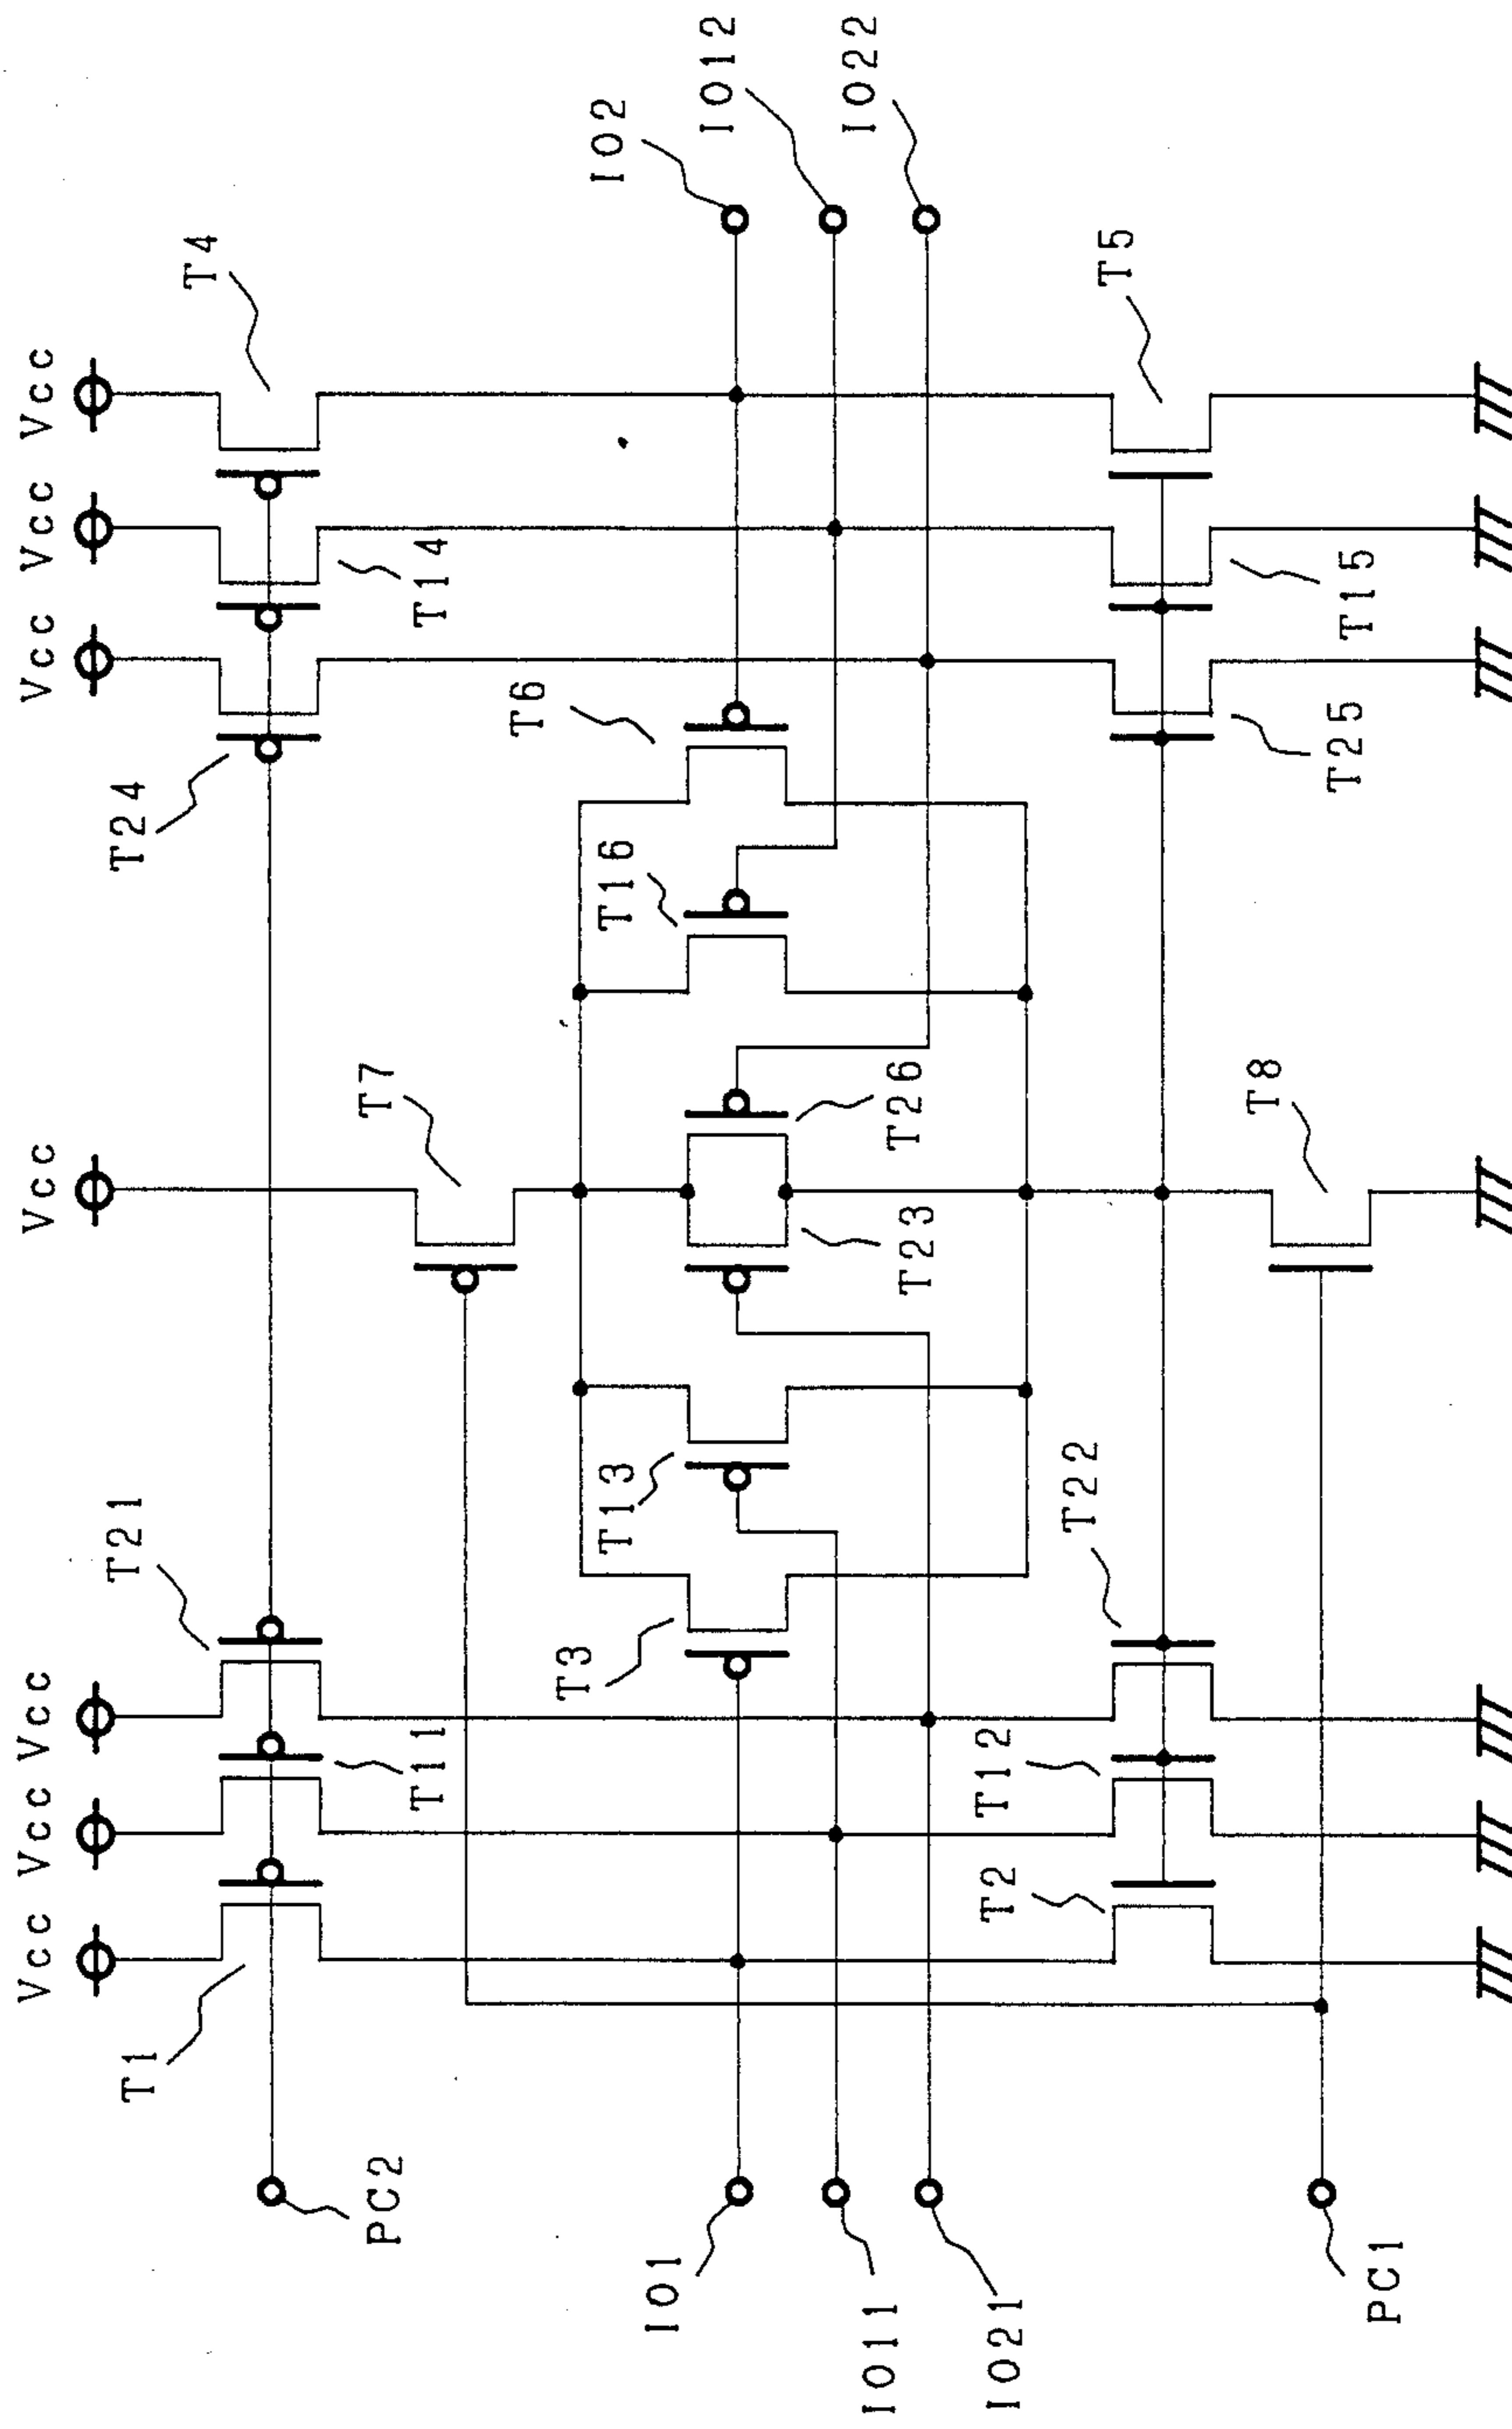 Vcc
Vcc
Vcc
Vcc
Vcc
Vcc
Vcc
T1
T21
T24
T4
PC2
T11
T7
T14
T3
T13
T16
T6
IO2
IO1
IO12
IO11
T23
T26
IO22
IO21
T2
T12
T22
T5
T8
T25
T15
PC1